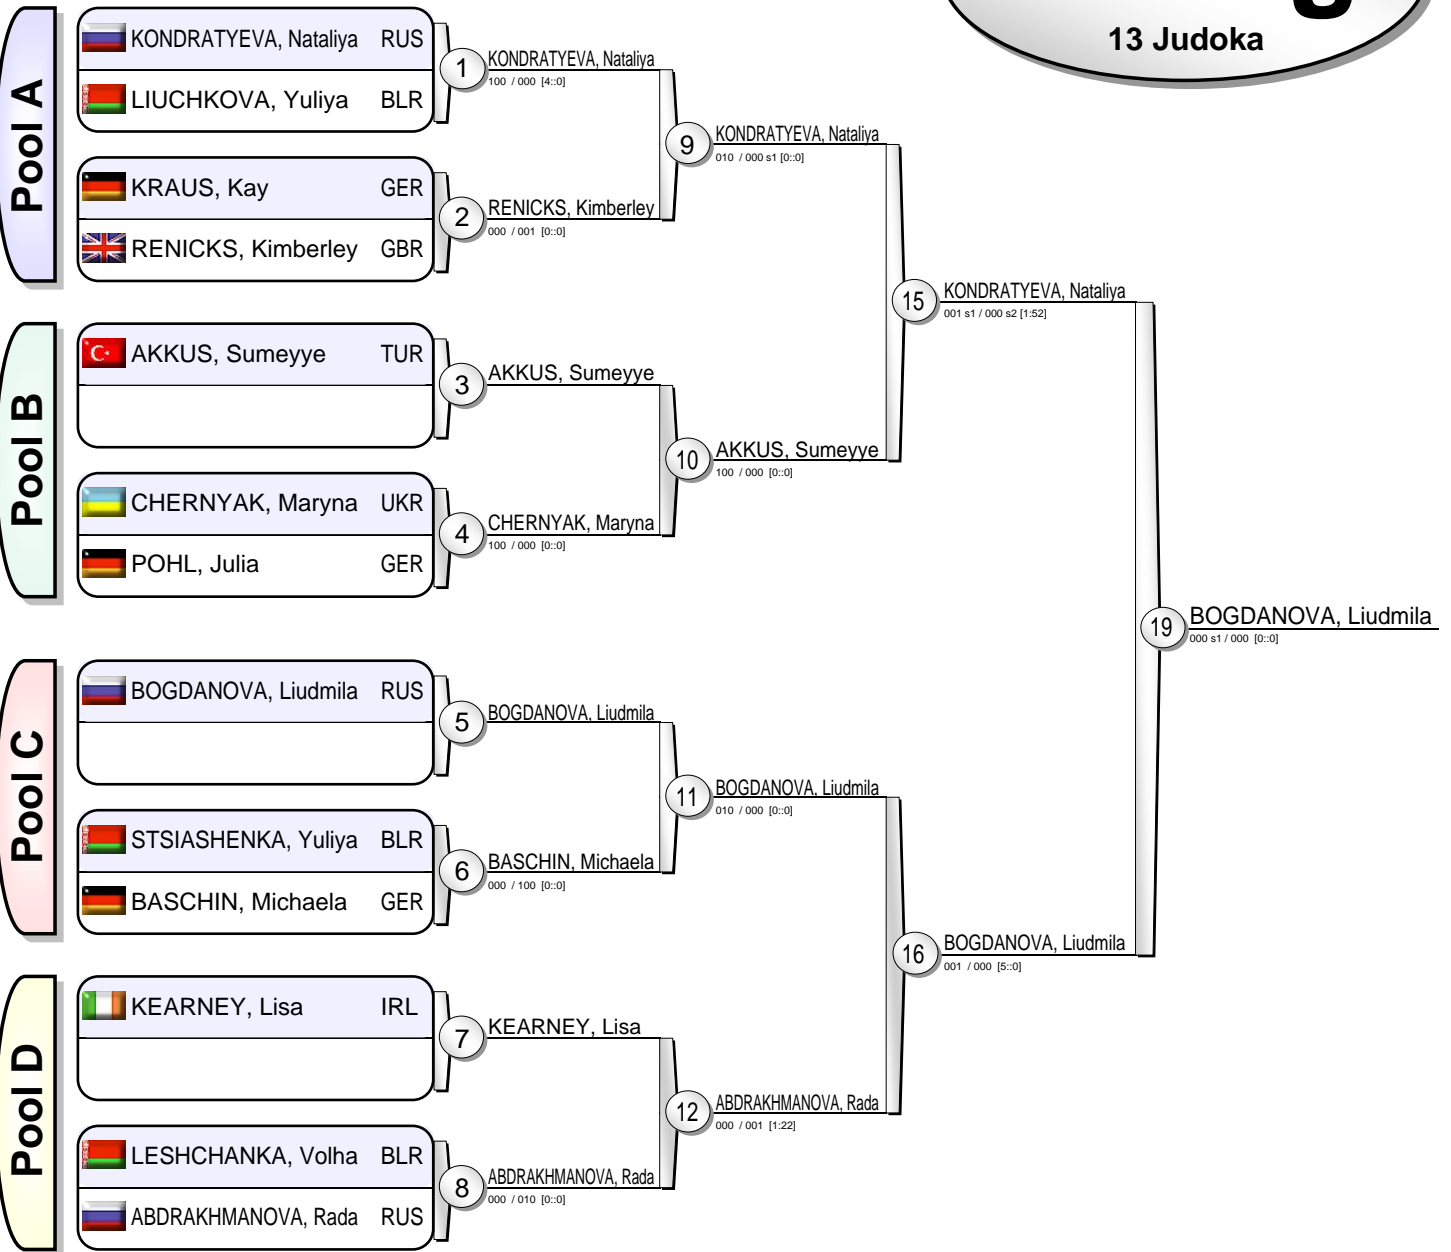 13 Judoka
Pool A
KONDRATYEVA, Nataliya RUS
LIUCHKOVA, Yuliya BLR
KRAUS, Kay GER
RENICKS, Kimberley GBR
1
KONDRATYEVA, Nataliya
100 / 000 [4::0]
2
RENICKS, Kimberley
000 / 001 [0::0]
9
KONDRATYEVA, Nataliya
010 / 000 s1 [0::0]
Pool B
AKKUS, Sumeyye TUR
CHERNYAK, Maryna UKR
POHL, Julia GER
3
AKKUS, Sumeyye
4
CHERNYAK, Maryna
100 / 000 [0::0]
10
AKKUS, Sumeyye
100 / 000 [0::0]
15
KONDRATYEVA, Nataliya
001 s1 / 000 s2 [1:52]
Pool C
BOGDANOVA, Liudmila RUS
STSIASHENKA, Yuliya BLR
BASCHIN, Michaela GER
5
BOGDANOVA, Liudmila
6
BASCHIN, Michaela
000 / 100 [0::0]
11
BOGDANOVA, Liudmila
010 / 000 [0::0]
Pool D
KEARNEY, Lisa IRL
LESHCHANKA, Volha BLR
ABDRAKHMANOVA, Rada RUS
7
KEARNEY, Lisa
8
ABDRAKHMANOVA, Rada
000 / 010 [0::0]
12
ABDRAKHMANOVA, Rada
000 / 001 [1:22]
16
BOGDANOVA, Liudmila
001 / 000 [5::0]
19
BOGDANOVA, Liudmila
000 s1 / 000 [0::0]